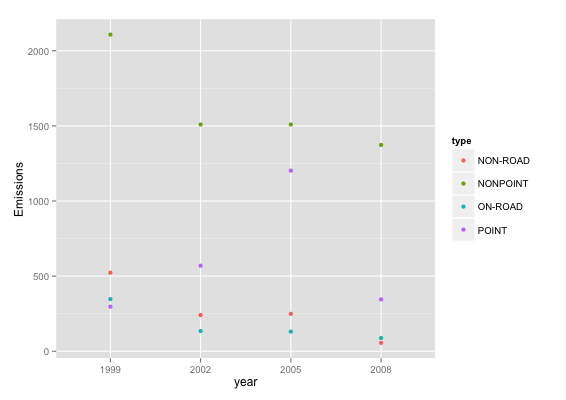 2000
1500
1000
500
0
Emissions
1999 2002 2005 2008
year
type
NON-ROAD
NONPOINT
ON-ROAD
POINT